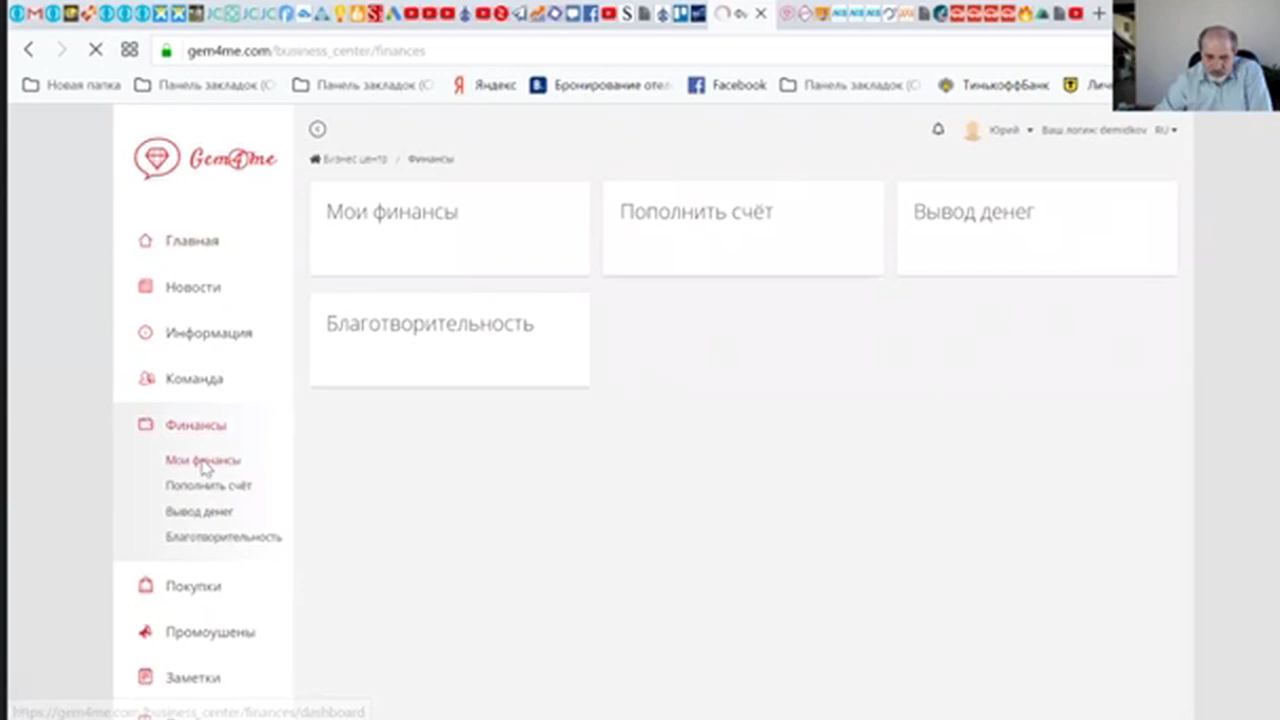 gem4me.com/business_center/finances
Новая папка Панель закладок (С Панель закладок (С Яндекс Бронирование оте Facebook Панель закладок (С ТинькоффБанк Лич
Gem4me
Юрий Ваш логин: demidkov RU
Бизнес центр / Финансы
Мои финансы
Пополнить счёт
Вывод денег
Благотворительность
Главная
Новости
Информация
Команда
Финансы
Мои финансы
Пополнить счёт
Вывод денег
Благотворительность
Покупки
Промоушены
Заметки
https://gem4me.com/business_center/finances/dashboard